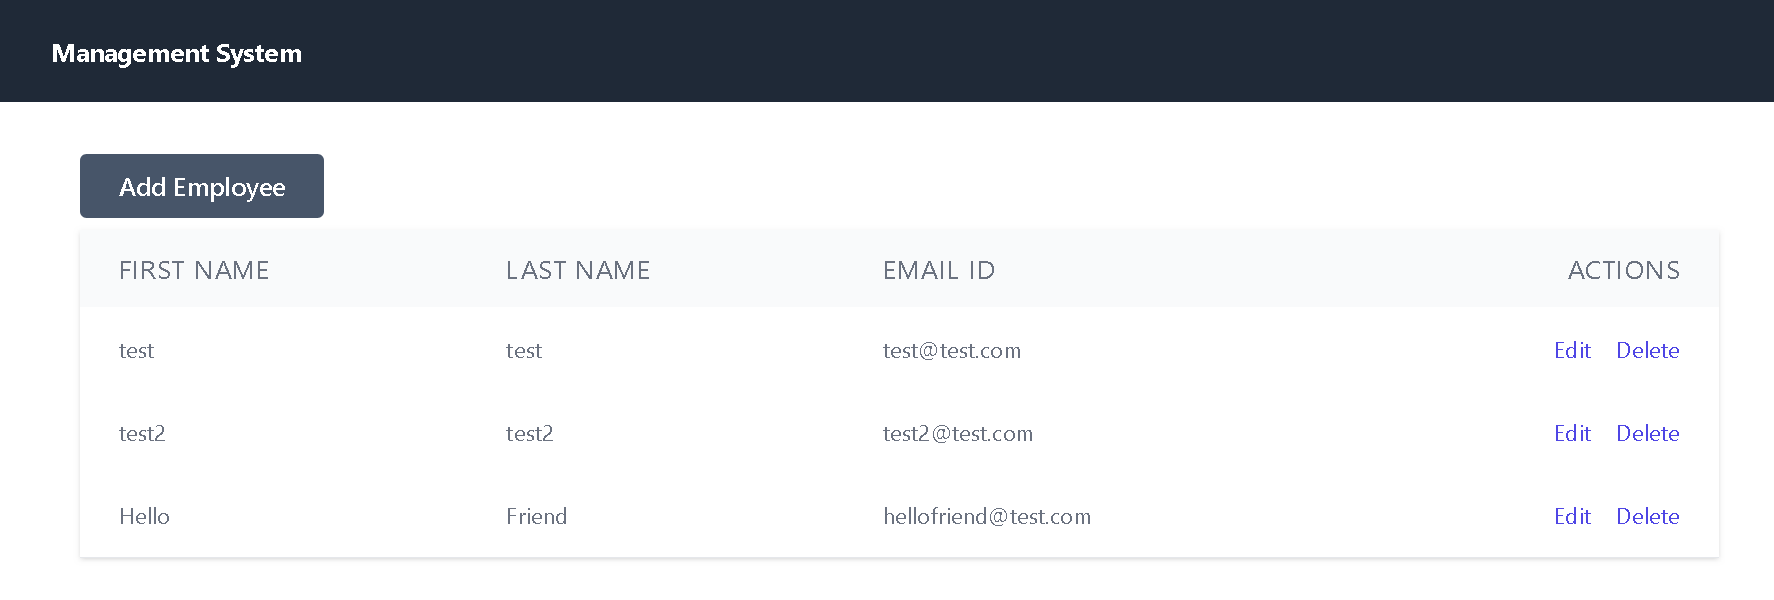 Management System
Add Employee
FIRST NAME LAST NAME EMAIL ID ACTIONS
test test test@test.com Edit Delete
test2 test2 test2@test.com Edit Delete
Hello Friend hellofriend@test.com Edit Delete